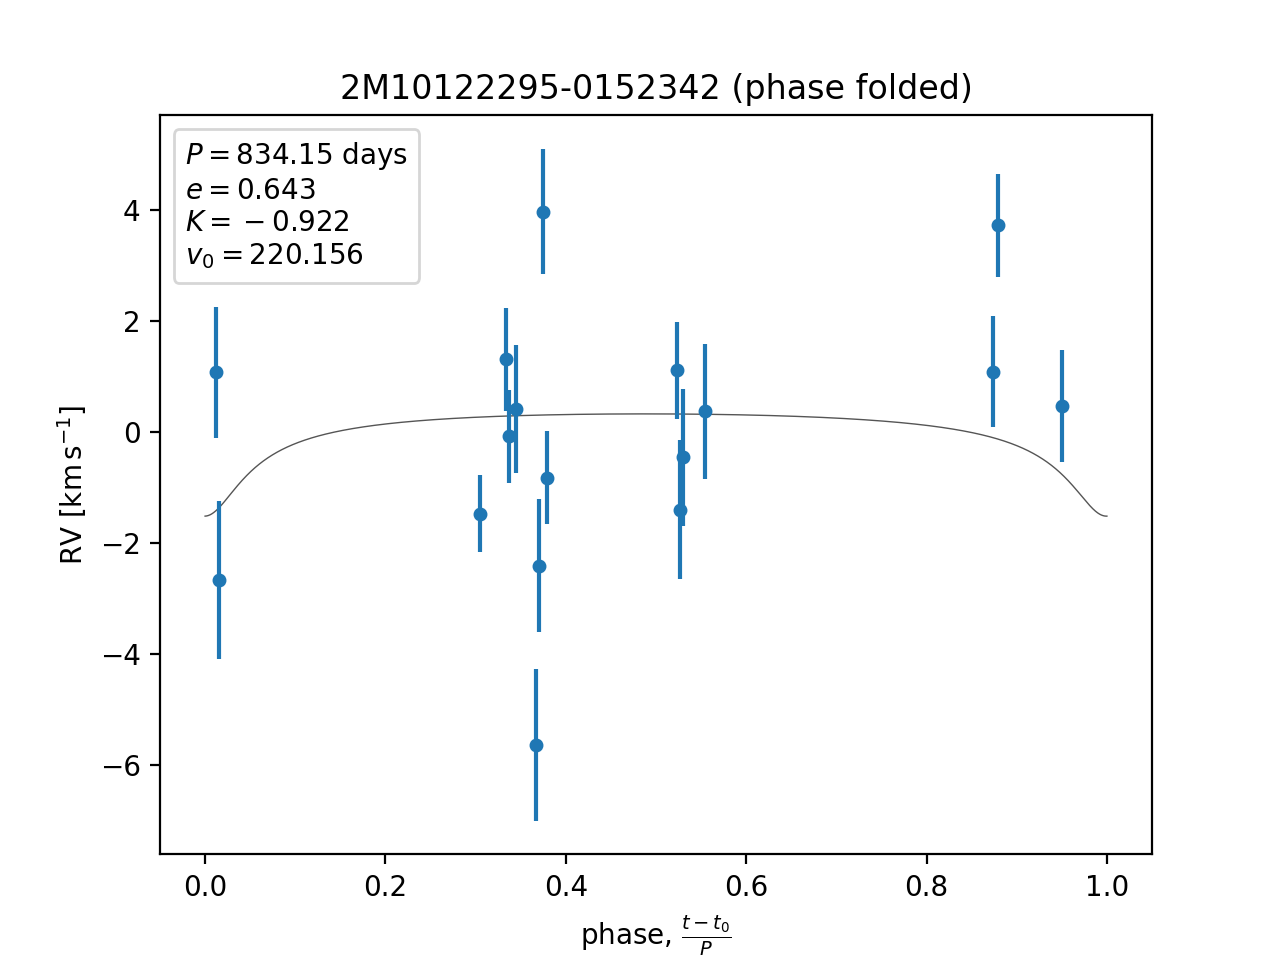 2M10122295-0152342 (phase folded)
P = 834.15 days
e = 0.643
K = −0.922
v₀ = 220.156
4
2
0
−2
−4
−6
RV [km s⁻¹]
0.0 0.2 0.4 0.6 0.8 1.0
phase, (t − t₀)/P